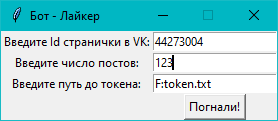 Бот - Лайкер
Введите Id странички в VK: 44273004
Введите число постов: 123
Введите путь до токена: F:token.txt
Погнали!